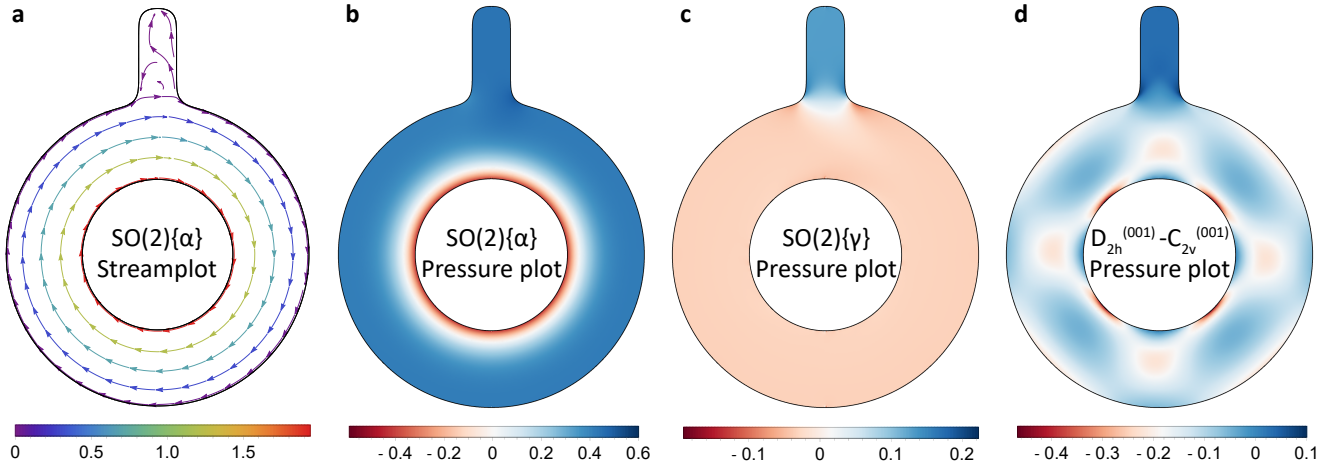 a
b
c
d
SO(2){α}
Streamplot
SO(2){α}
Pressure plot
SO(2){γ}
Pressure plot
D₂ₕ⁽⁰⁰¹⁾-C₂ᵥ⁽⁰⁰¹⁾
Pressure plot
0 0.5 1.0 1.5
- 0.4 - 0.2 0 0.2 0.4 0.6
- 0.1 0 0.1 0.2
- 0.4 - 0.3 - 0.2 - 0.1 0 0.1